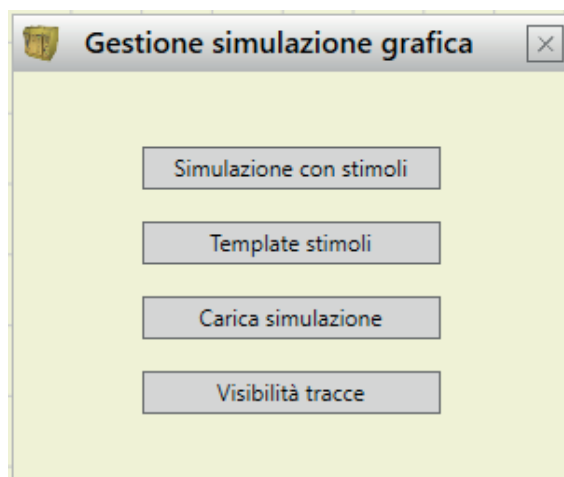 Gestione simulazione grafica
Simulazione con stimoli
Template stimoli
Carica simulazione
Visibilità tracce